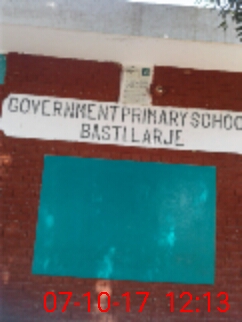 GOVERNMENT PRIMARY SCHOO
BASTI LARJE
07-10-17 12:13